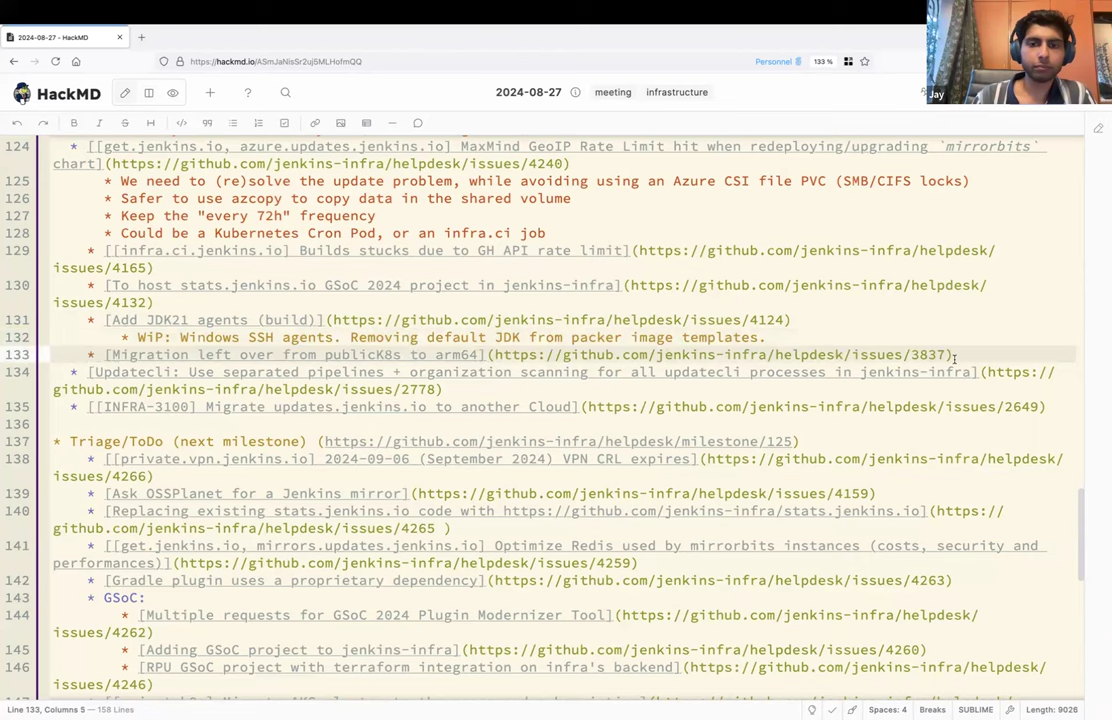 2024-08-27 - HackMD
https://hackmd.io/ASmJaNisSr2uj5MLHofmQQ
Personnel
133 %
HackMD
2024-08-27
meeting
infrastructure
Jay
124 * [[get.jenkins.io, azure.updates.jenkins.io] MaxMind GeoIP Rate Limit hit when redeploying/upgrading `mirrorbits`
chart](https://github.com/jenkins-infra/helpdesk/issues/4240)
125 * We need to (re)solve the update problem, while avoiding using an Azure CSI file PVC (SMB/CIFS locks)
126 * Safer to use azcopy to copy data in the shared volume
127 * Keep the "every 72h" frequency
128 * Could be a Kubernetes Cron Pod, or an infra.ci job
129 * [[infra.ci.jenkins.io] Builds stucks due to GH API rate limit](https://github.com/jenkins-infra/helpdesk/
issues/4165)
130 * [To host stats.jenkins.io GSoC 2024 project in jenkins-infra](https://github.com/jenkins-infra/helpdesk/
issues/4132)
131 * [Add JDK21 agents (build)](https://github.com/jenkins-infra/helpdesk/issues/4124)
132 * WiP: Windows SSH agents. Removing default JDK from packer image templates.
133 * [Migration left over from publicK8s to arm64](https://github.com/jenkins-infra/helpdesk/issues/3837)
134 * [Updatecli: Use separated pipelines + organization scanning for all updatecli processes in jenkins-infra](https://
github.com/jenkins-infra/helpdesk/issues/2778)
135 * [[INFRA-3100] Migrate updates.jenkins.io to another Cloud](https://github.com/jenkins-infra/helpdesk/issues/2649)
136
137 * Triage/ToDo (next milestone) (https://github.com/jenkins-infra/helpdesk/milestone/125)
138 * [[private.vpn.jenkins.io] 2024-09-06 (September 2024) VPN CRL expires](https://github.com/jenkins-infra/helpdesk/
issues/4266)
139 * [Ask OSSPlanet for a Jenkins mirror](https://github.com/jenkins-infra/helpdesk/issues/4159)
140 * [Replacing existing stats.jenkins.io code with https://github.com/jenkins-infra/stats.jenkins.io](https://
github.com/jenkins-infra/helpdesk/issues/4265 )
141 * [[get.jenkins.io, mirrors.updates.jenkins.io] Optimize Redis used by mirrorbits instances (costs, security and
performances)](https://github.com/jenkins-infra/helpdesk/issues/4259)
142 * [Gradle plugin uses a proprietary dependency](https://github.com/jenkins-infra/helpdesk/issues/4263)
143 * GSoC:
144 * [Multiple requests for GSoC 2024 Plugin Modernizer Tool](https://github.com/jenkins-infra/helpdesk/
issues/4262)
145 * [Adding GSoC project to jenkins-infra](https://github.com/jenkins-infra/helpdesk/issues/4260)
146 * [RPU GSoC project with terraform integration on infra's backend](https://github.com/jenkins-infra/helpdesk/
issues/4246)
Line 133, Columns 5 — 158 Lines
Spaces: 4
Breaks
SUBLIME
Length: 9026